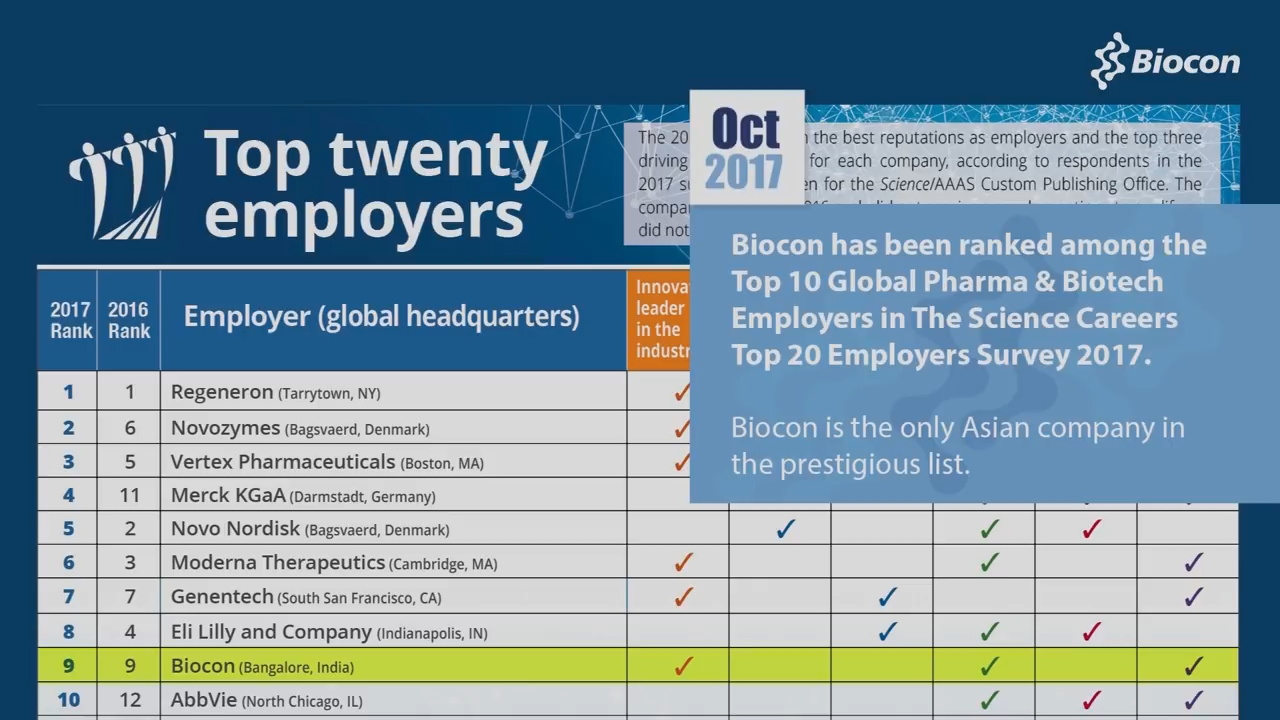 Biocon
Top twenty
employers
Oct
2017
The 20 n the best reputations as employers and the top three
driving for each company, according to respondents in the
2017 su en for the Science/AAAS Custom Publishing Office. The
compa
did not
Biocon has been ranked among the
Top 10 Global Pharma & Biotech
Employers in The Science Careers
Top 20 Employers Survey 2017.
Biocon is the only Asian company in
the prestigious list.
2017 Rank 2016 Rank Employer (global headquarters)
Innova
leader
in the
industr
1 1 Regeneron (Tarrytown, NY) ✓
2 6 Novozymes (Bagsvaerd, Denmark) ✓
3 5 Vertex Pharmaceuticals (Boston, MA) ✓
4 11 Merck KGaA (Darmstadt, Germany)
5 2 Novo Nordisk (Bagsvaerd, Denmark) ✓ ✓ ✓
6 3 Moderna Therapeutics (Cambridge, MA) ✓ ✓ ✓
7 7 Genentech (South San Francisco, CA) ✓ ✓ ✓
8 4 Eli Lilly and Company (Indianapolis, IN) ✓ ✓ ✓
9 9 Biocon (Bangalore, India) ✓ ✓ ✓
10 12 AbbVie (North Chicago, IL) ✓ ✓ ✓